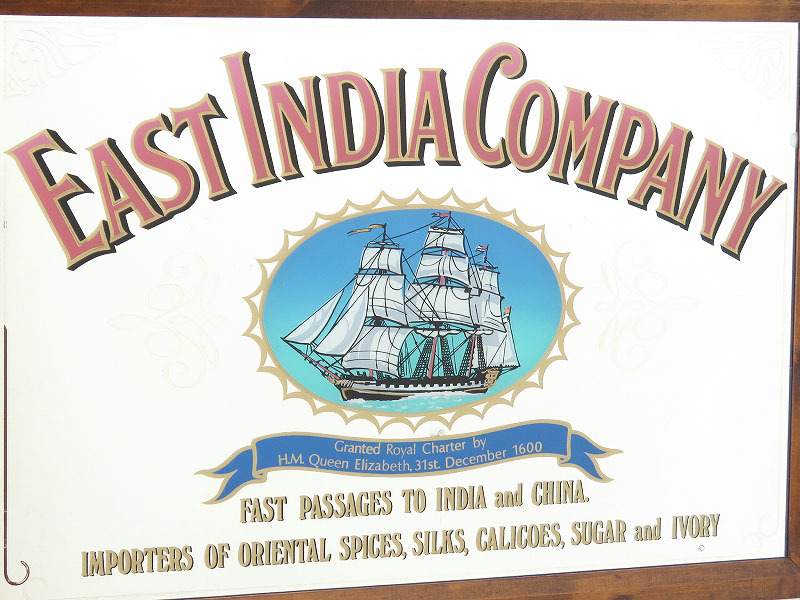 EAST INDIA COMPANY
Granted Royal Charter by
H.M. Queen Elizabeth, 31st. December 1600
FAST PASSAGES TO INDIA and CHINA.
IMPORTERS OF ORIENTAL SPICES, SILKS, CALICOES, SUGAR and IVORY
©